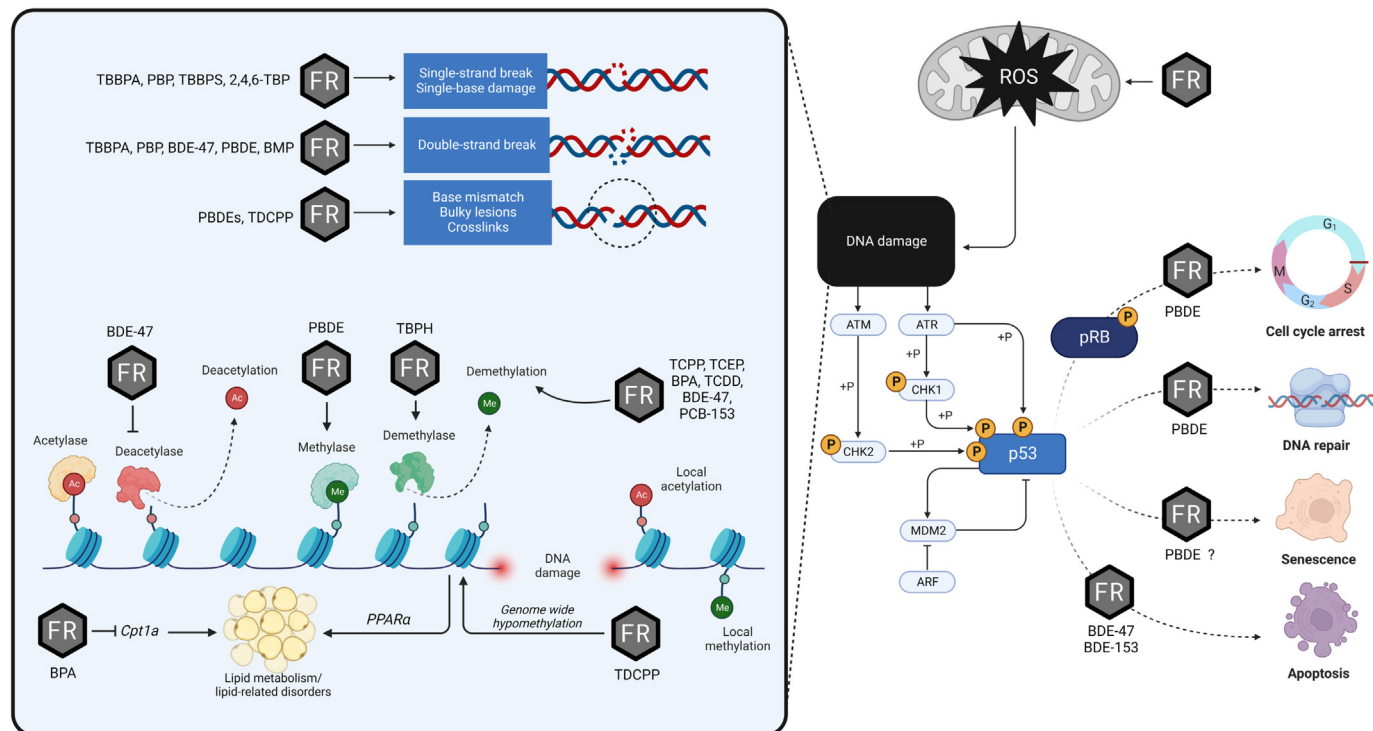 TBBPA, PBP, TBBPS, 2,4,6-TBP
FR
Single-strand break
Single-base damage
TBBPA, PBP, BDE-47, PBDE, BMP
FR
Double-strand break
PBDEs, TDCPP
FR
Base mismatch
Bulky lesions
Crosslinks
BDE-47
FR
Deacetylation
Ac
PBDE
FR
TBPH
FR
Demethylation
Me
TCPP, TCEP,
BPA, TCDD,
BDE-47,
PCB-153
FR
Acetylase
Ac
Deacetylase
Methylase
Me
Demethylase
Local
acetylation
Ac
DNA
damage
Me
Local
methylation
FR
BPA
Cpt1a
Lipid metabolism/
lipid-related disorders
PPARα
Genome wide
hypomethylation
FR
TDCPP
ROS
FR
DNA damage
ATM
ATR
+P
+P
+P
P
CHK1
+P
P
CHK2
+P
P
P
P
p53
MDM2
ARF
pRB
P
FR
PBDE
G1
M
S
G2
Cell cycle arrest
FR
PBDE
DNA repair
FR
PBDE ?
Senescence
FR
BDE-47
BDE-153
Apoptosis